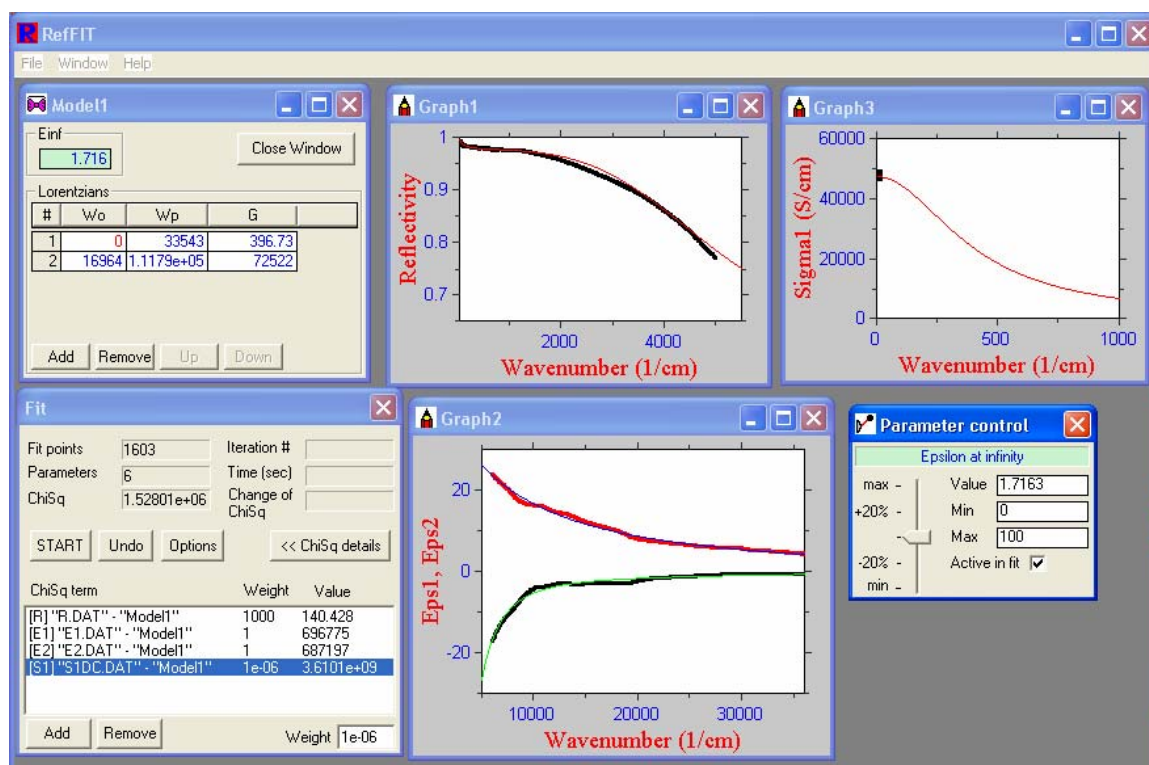 RefFIT
File Window Help
Model1
Einf
1.716
Close Window
Lorentzians
# Wo Wp G
1 0 33543 396.73
2 16964 1.1179e+05 72522
Add Remove Up Down
Graph1
1
0.9
0.8
0.7
Reflectivity
2000 4000
Wavenumber (1/cm)
Graph3
60000
40000
20000
0
Sigma1 (S/cm)
0 500 1000
Wavenumber (1/cm)
Fit
Fit points 1603 Iteration #
Parameters 6 Time (sec)
ChiSq 1.52801e+06 Change of ChiSq
START Undo Options << ChiSq details
ChiSq term Weight Value
[R] "R.DAT" - "Model1" 1000 140.428
[E1] "E1.DAT" - "Model1" 1 696775
[E2] "E2.DAT" - "Model1" 1 687197
[S1] "S1DC.DAT" - "Model1" 1e-06 3.6101e+09
Add Remove Weight 1e-06
Graph2
20
0
-20
Eps1, Eps2
10000 20000 30000
Wavenumber (1/cm)
Parameter control
Epsilon at infinity
max - Value 1.7163
+20% - Min 0
- Max 100
-20% - Active in fit
min -